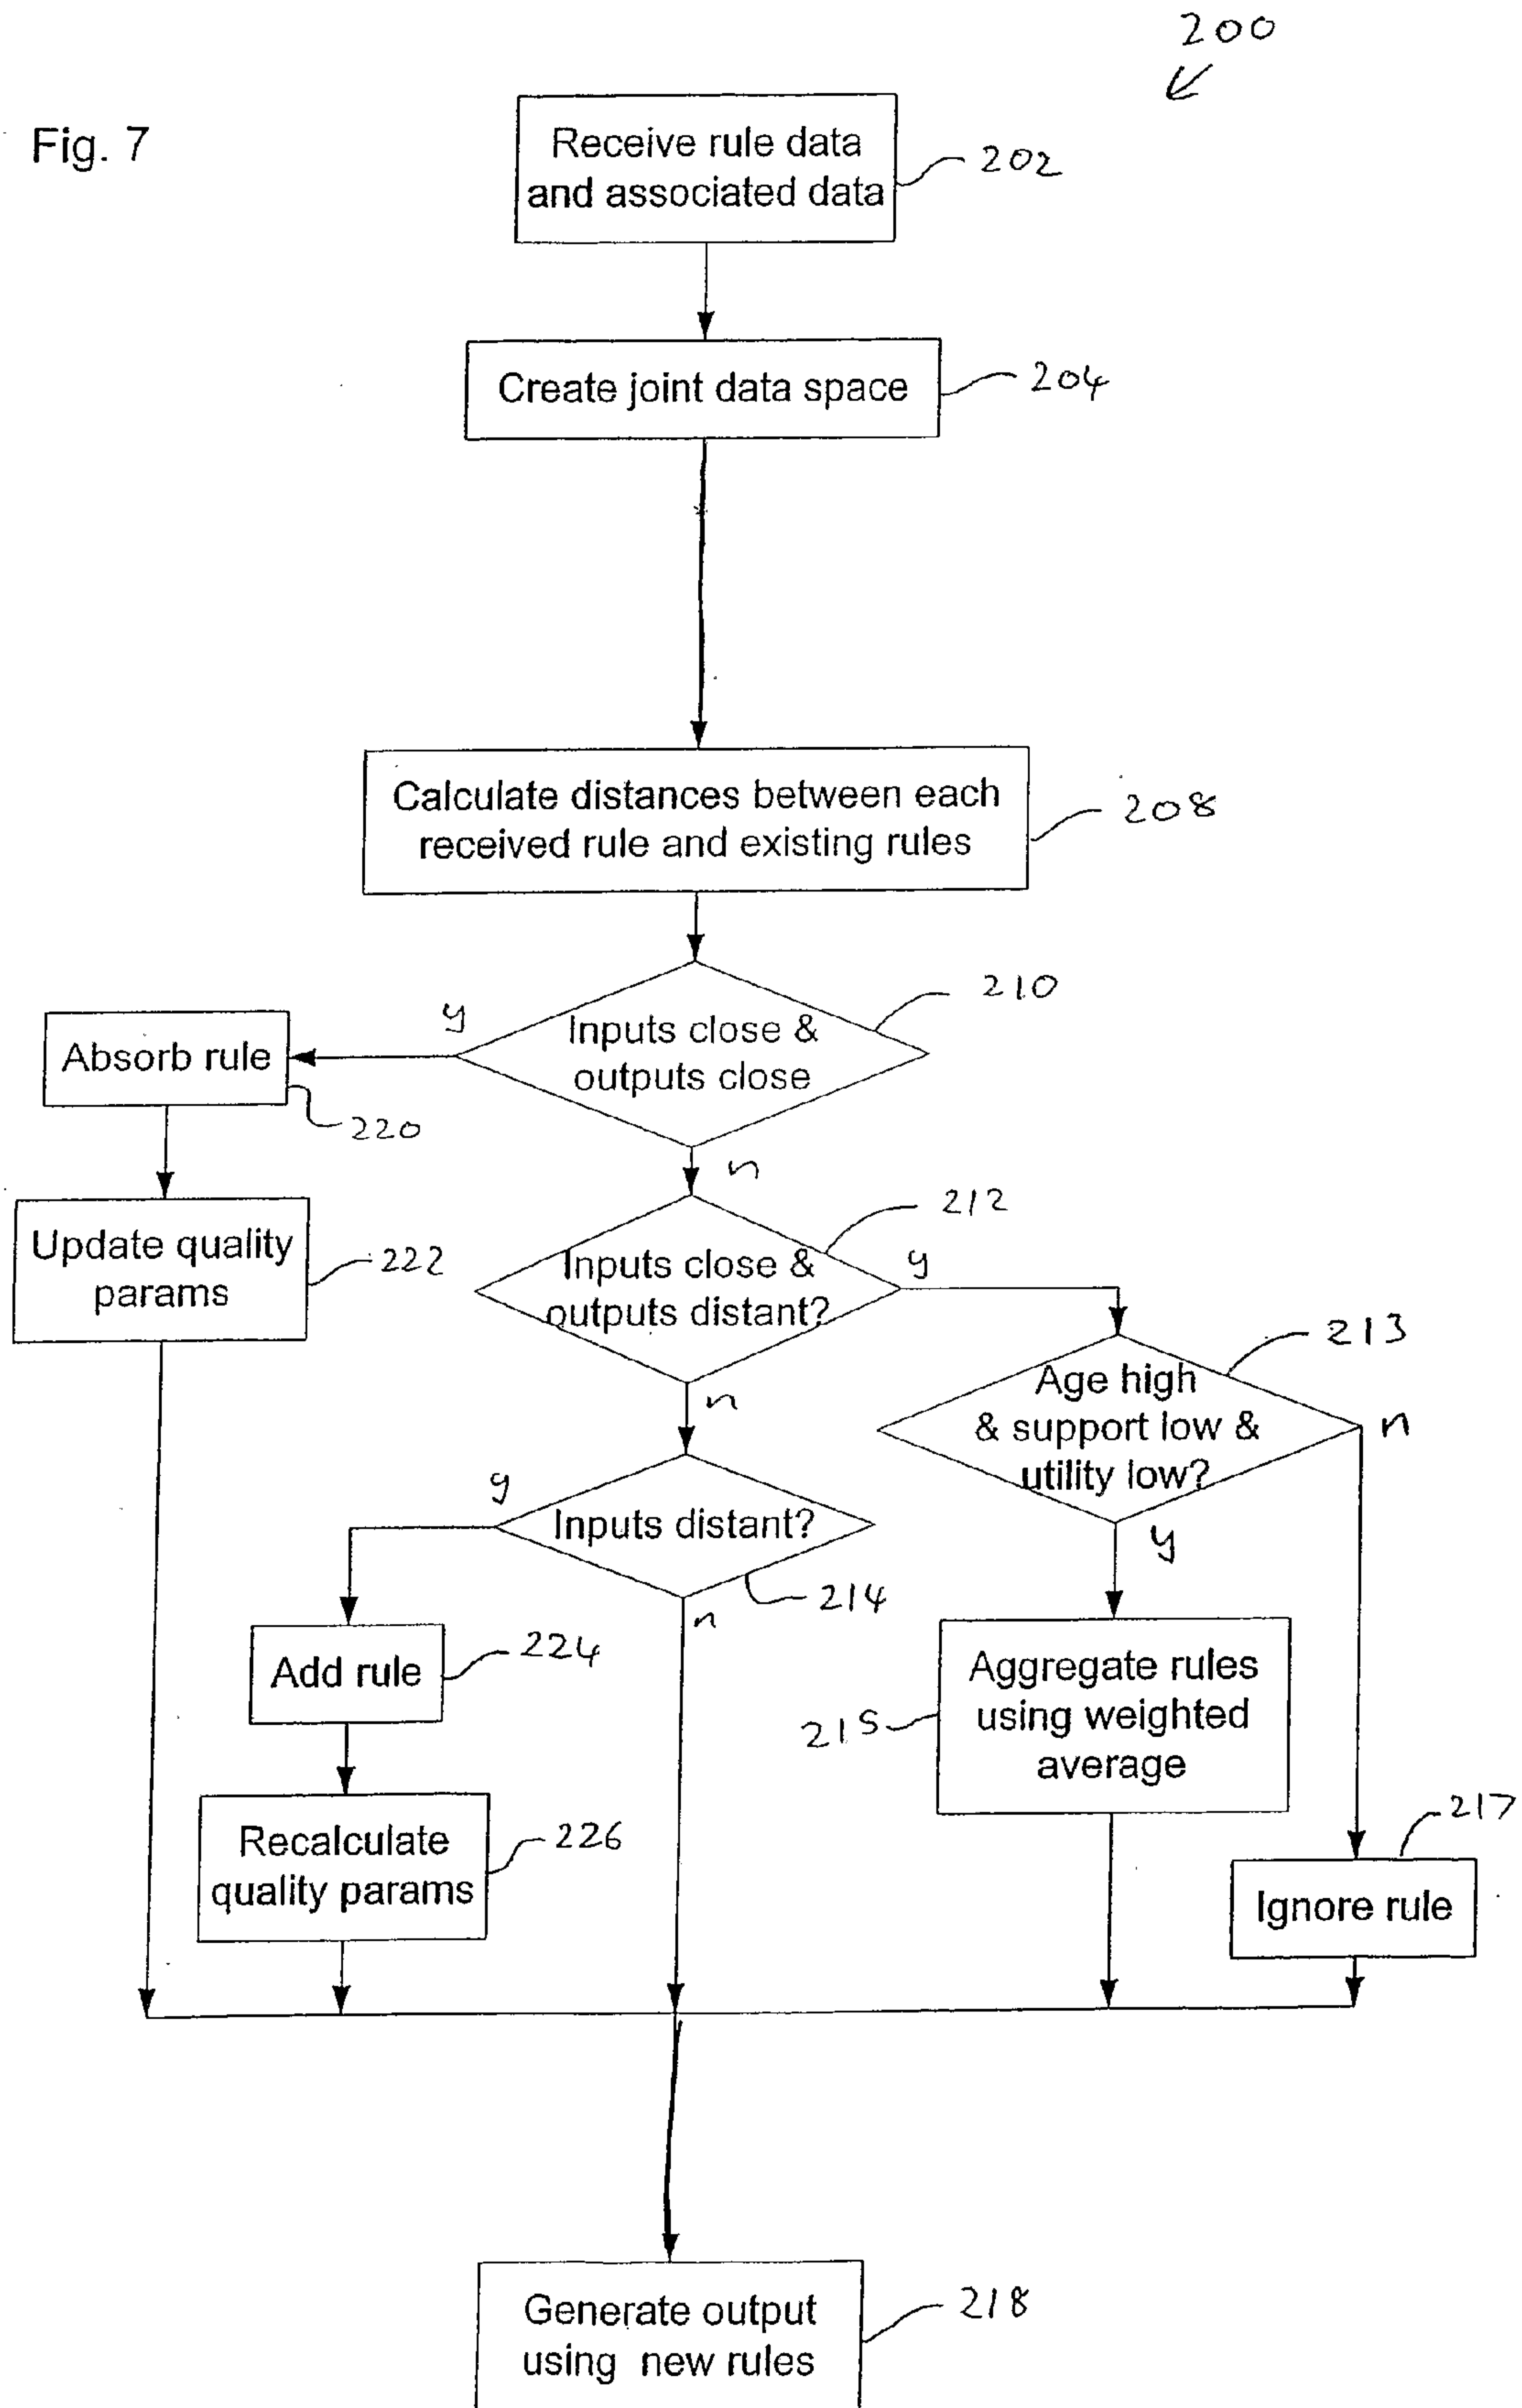 200
Fig. 7
Receive rule data
and associated data
202
Create joint data space
204
Calculate distances between each
received rule and existing rules
208
210
y
Inputs close &
outputs close
Absorb rule
220
n
212
Update quality
params
222
Inputs close &
outputs distant?
y
213
Age high
& support low &
utility low?
n
n
y
Inputs distant?
y
214
n
Add rule
224
Aggregate rules
using weighted
average
215
Recalculate
quality params
226
217
Ignore rule
Generate output
using new rules
218